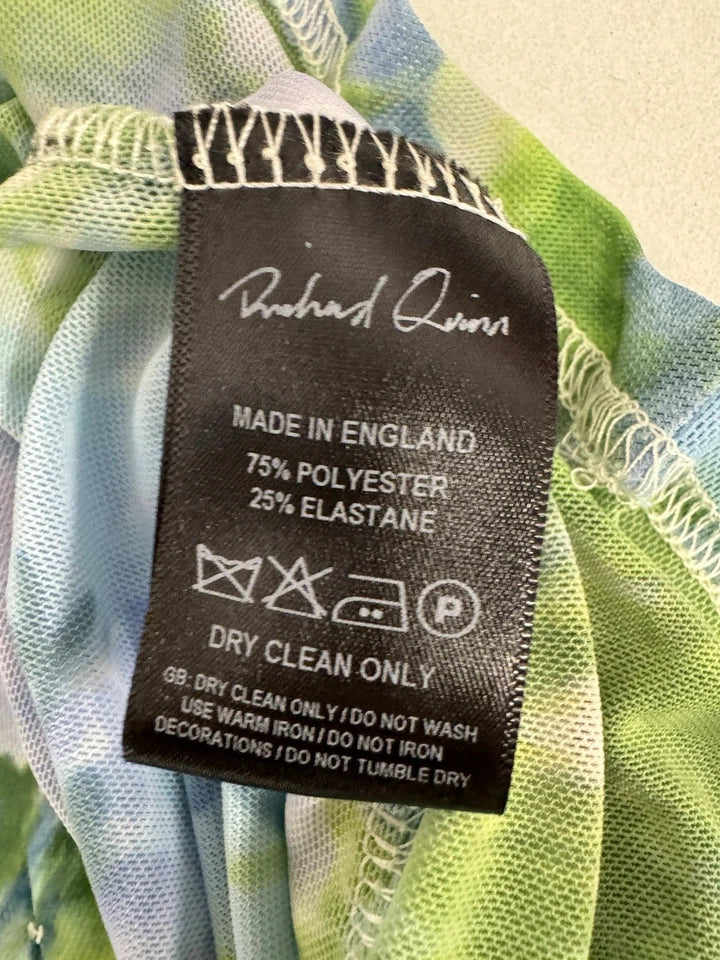 Richard Quinn
MADE IN ENGLAND
75% POLYESTER
25% ELASTANE
P
DRY CLEAN ONLY
GB: DRY CLEAN ONLY / DO NOT WASH
USE WARM IRON / DO NOT IRON
DECORATIONS / DO NOT TUMBLE DRY